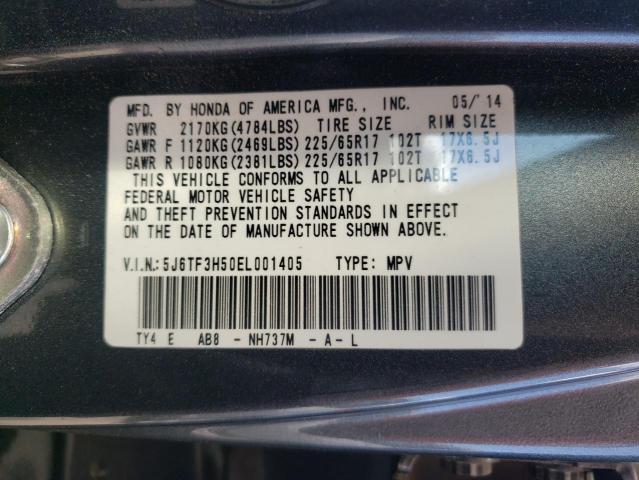 MFD. BY HONDA OF AMERICA MFG., INC. 05/'14
GVWR 2170KG(4784LBS) TIRE SIZE RIM SIZE
GAWR F 1120KG(2469LBS) 225/65R17 102T 17X6.5J
GAWR R 1080KG(2381LBS) 225/65R17 102T 17X6.5J
THIS VEHICLE CONFORMS TO ALL APPLICABLE
FEDERAL MOTOR VEHICLE SAFETY
AND THEFT PREVENTION STANDARDS IN EFFECT
ON THE DATE OF MANUFACTURE SHOWN ABOVE.
V.I.N.:5J6TF3H50EL001405 TYPE: MPV
TY4 E AB8 - NH737M - A - L